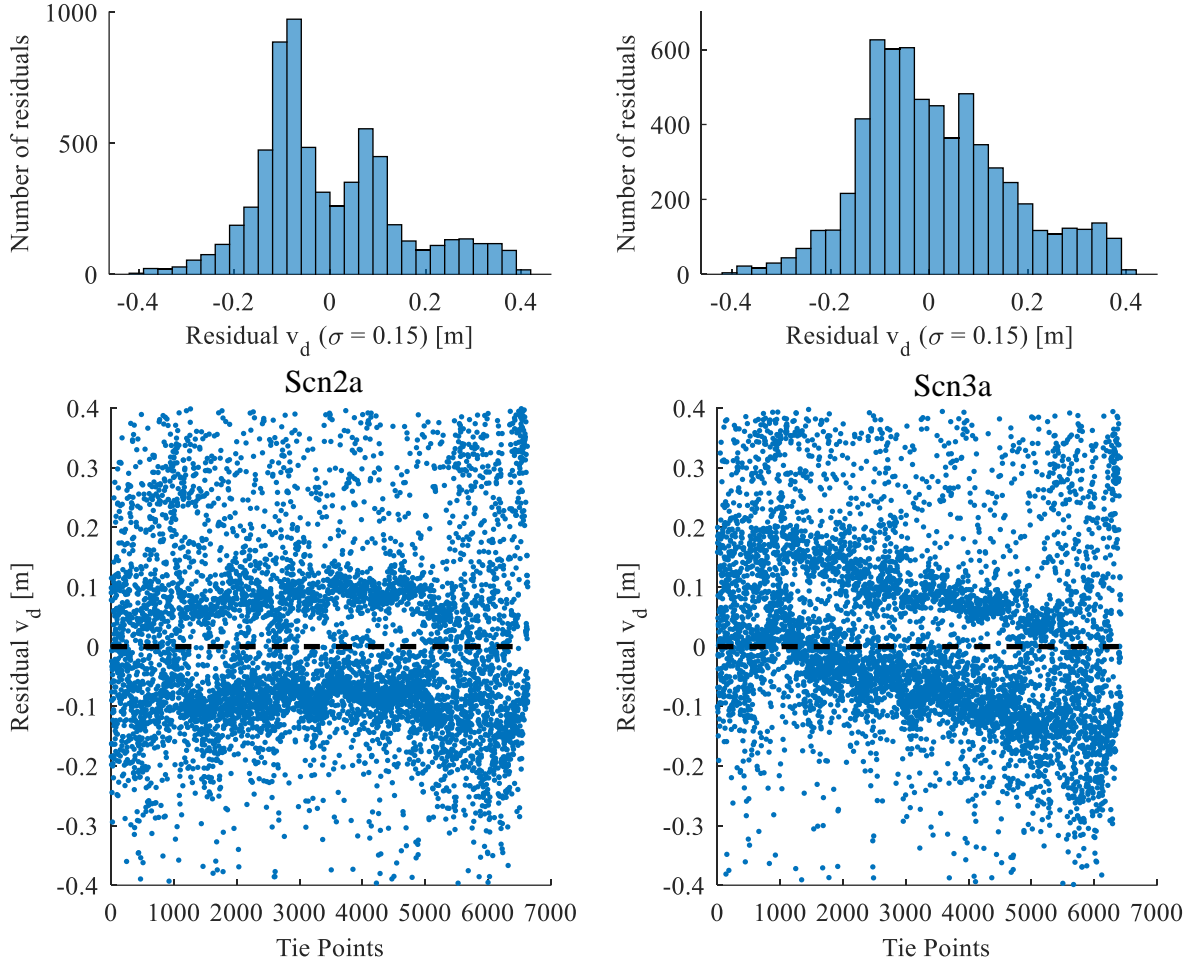 1000
500
0
Number of residuals
-0.4 -0.2 0 0.2 0.4
Residual v_d (σ = 0.15) [m]
600
400
200
0
Number of residuals
-0.4 -0.2 0 0.2 0.4
Residual v_d (σ = 0.15) [m]
Scn2a
0.4
0.3
0.2
0.1
0
-0.1
-0.2
-0.3
-0.4
Residual v_d [m]
0 1000 2000 3000 4000 5000 6000 7000
Tie Points
Scn3a
0.4
0.3
0.2
0.1
0
-0.1
-0.2
-0.3
-0.4
Residual v_d [m]
0 1000 2000 3000 4000 5000 6000 7000
Tie Points